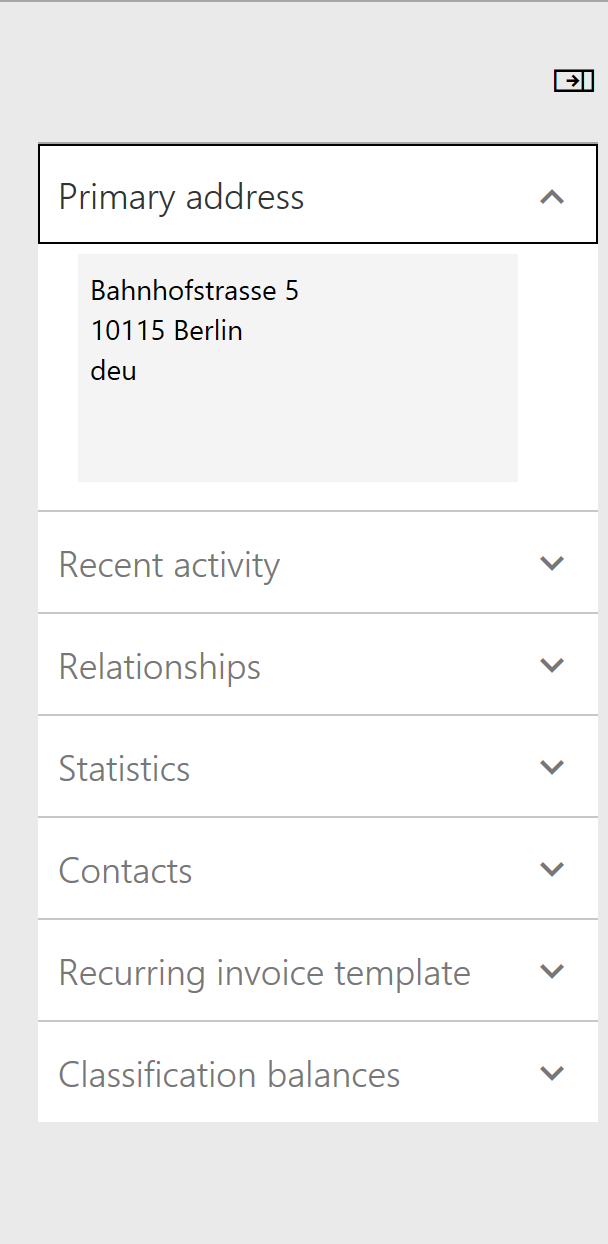 Primary address
Bahnhofstrasse 5
10115 Berlin
deu
Recent activity
Relationships
Statistics
Contacts
Recurring invoice template
Classification balances